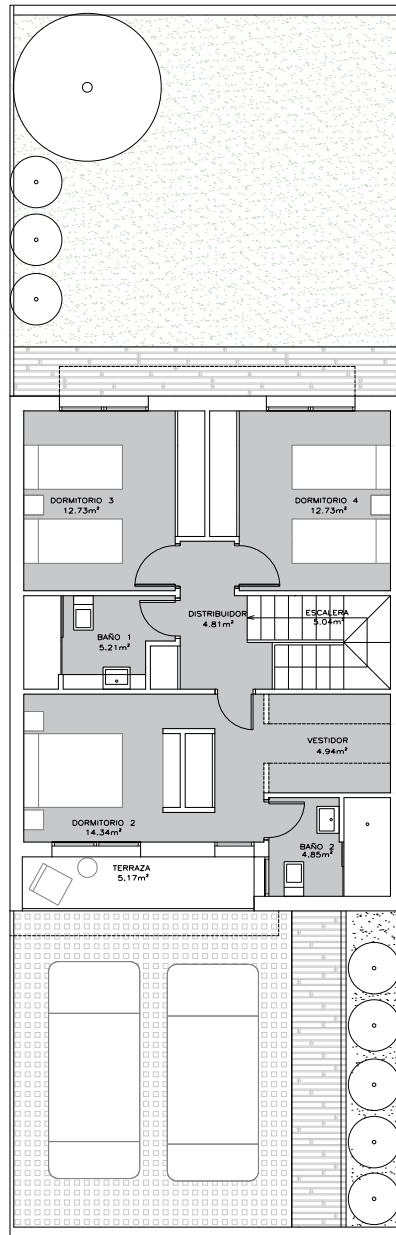 DORMITORIO 3
12.73m²
DORMITORIO 4
12.73m²
DISTRIBUIDOR
4.81m²
ESCALERA
5.04m²
BAÑO 1
5.21m²
VESTIDOR
4.94m²
DORMITORIO 2
14.34m²
BAÑO 2
4.85m²
TERRAZA
5.17m²